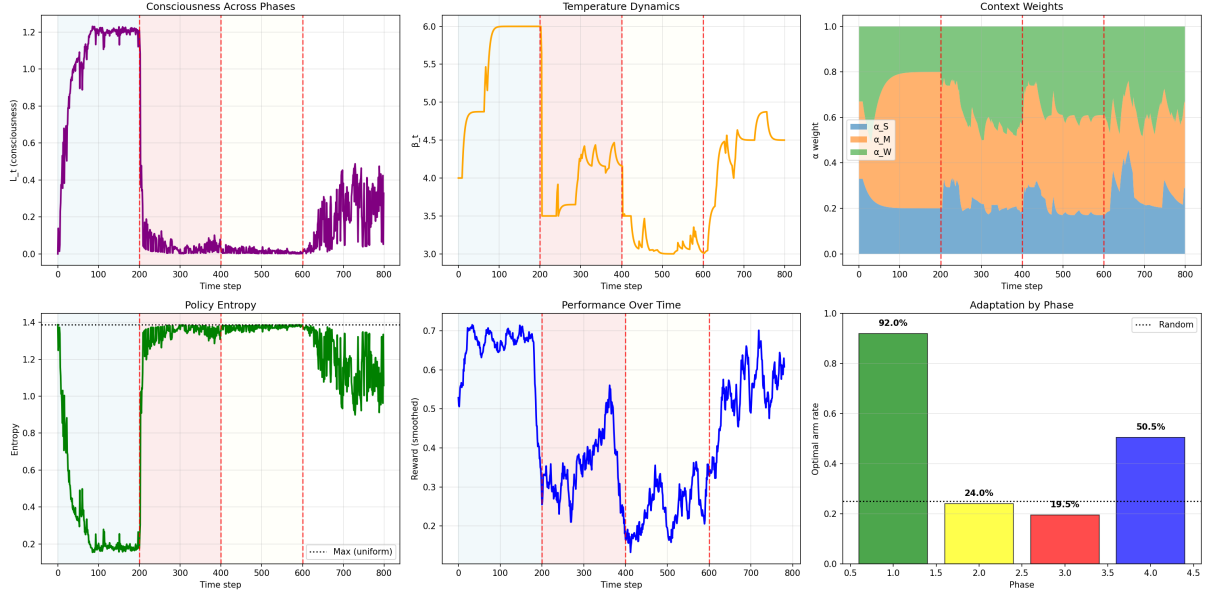 Consciousness Across Phases
L_t (consciousness)
1.2
1.0
0.8
0.6
0.4
0.2
0.0
0 100 200 300 400 500 600 700 800
Time step
Temperature Dynamics
β_t
6.0
5.5
5.0
4.5
4.0
3.5
3.0
0 100 200 300 400 500 600 700 800
Time step
Context Weights
α weight
1.0
0.8
0.6
0.4
0.2
0.0
α_S
α_M
α_W
0 100 200 300 400 500 600 700 800
Time step
Policy Entropy
Entropy
1.4
1.2
1.0
0.8
0.6
0.4
0.2
Max (uniform)
0 100 200 300 400 500 600 700 800
Time step
Performance Over Time
Reward (smoothed)
0.7
0.6
0.5
0.4
0.3
0.2
0 100 200 300 400 500 600 700 800
Time step
Adaptation by Phase
Optimal arm rate
1.0
0.8
0.6
0.4
0.2
0.0
Random
92.0%
24.0%
19.5%
50.5%
0.5 1.0 1.5 2.0 2.5 3.0 3.5 4.0 4.5
Phase